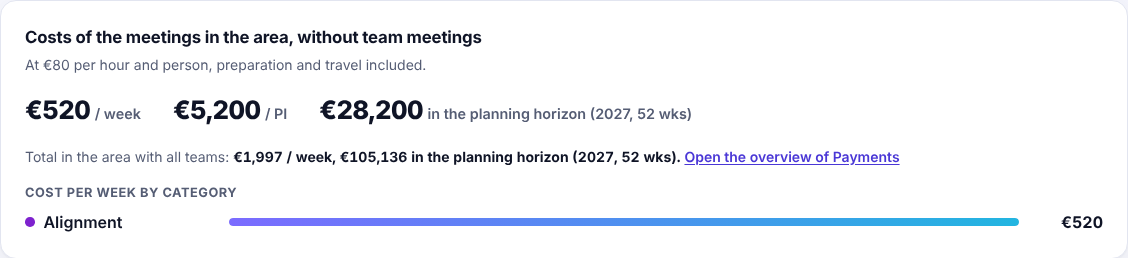 Costs of the meetings in the area, without team meetings
At €80 per hour and person, preparation and travel included.
€520 / week €5,200 / PI €28,200 in the planning horizon (2027, 52 wks)
Total in the area with all teams: €1,997 / week, €105,136 in the planning horizon (2027, 52 wks). Open the overview of Payments
COST PER WEEK BY CATEGORY
Alignment €520